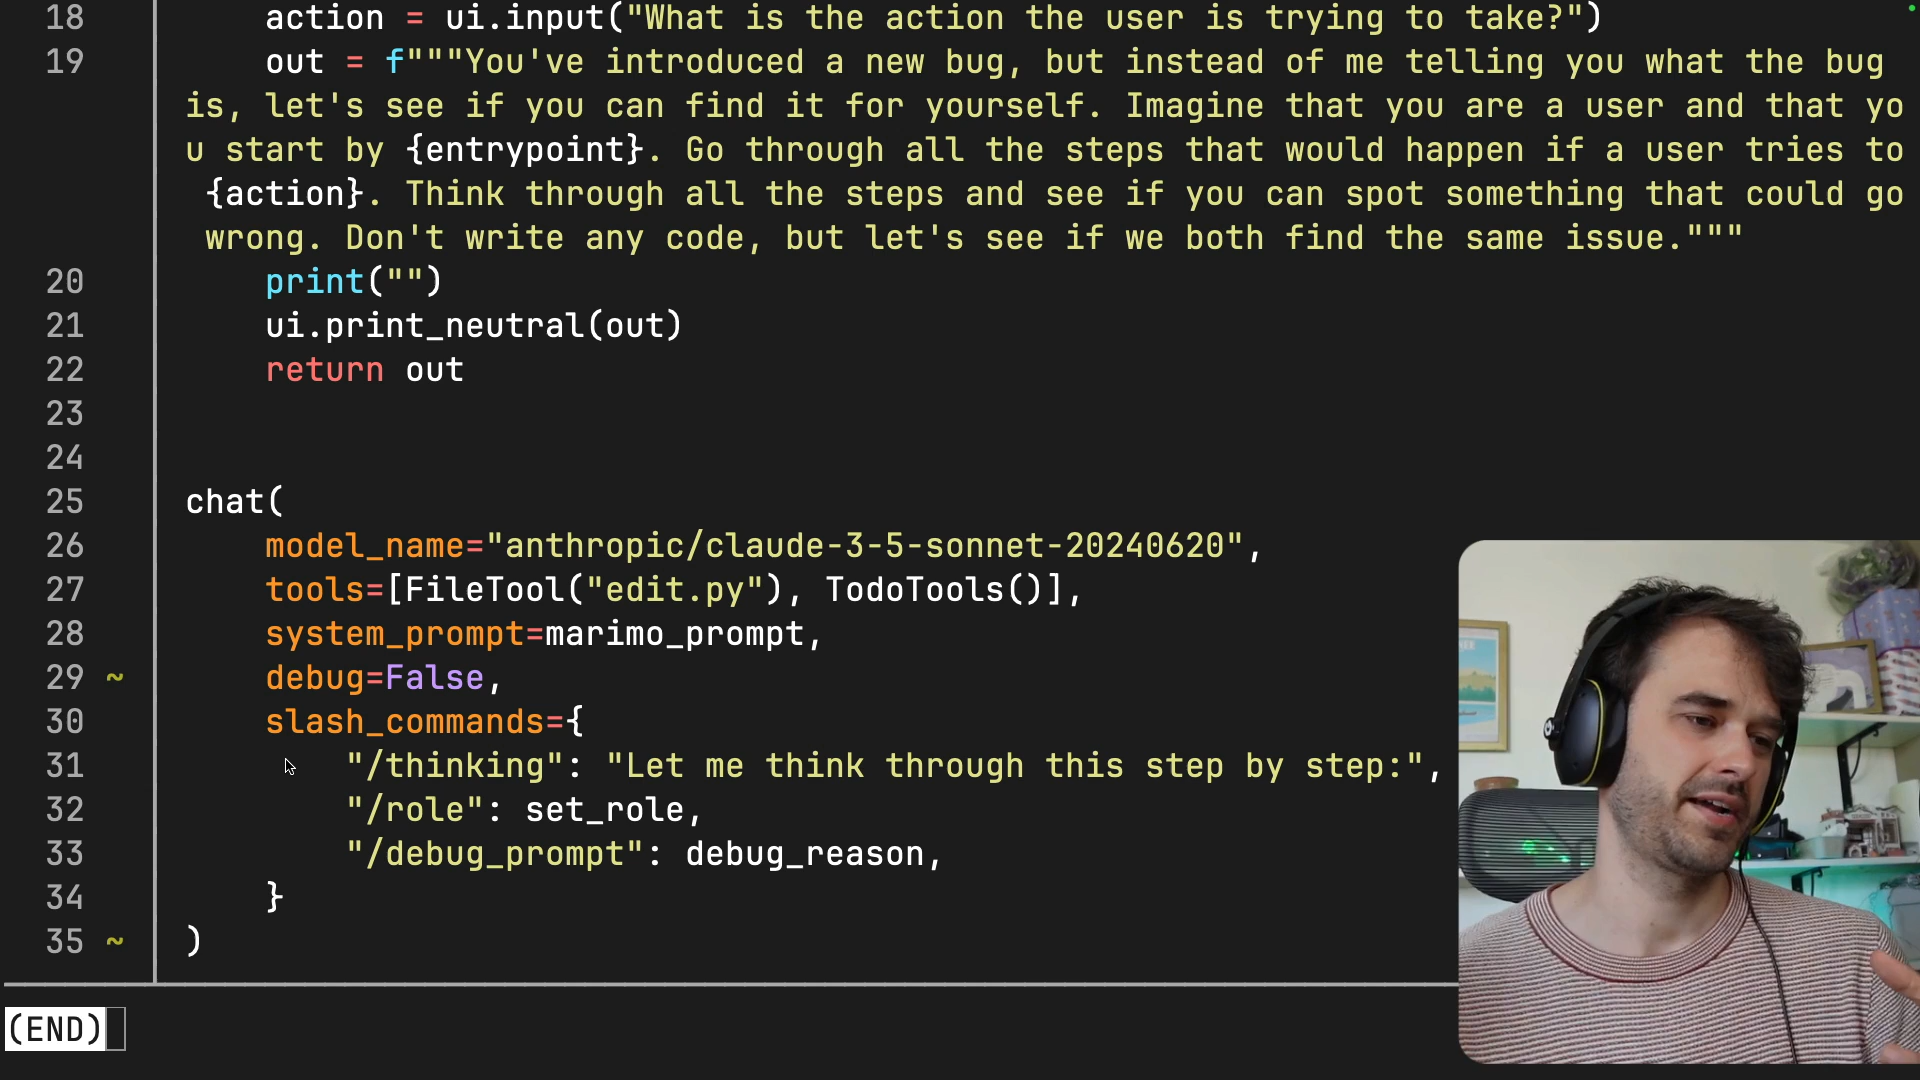 18 action = ui.input("What is the action the user is trying to take?")
19 out = f"""You've introduced a new bug, but instead of me telling you what the bug
is, let's see if you can find it for yourself. Imagine that you are a user and that yo
u start by {entrypoint}. Go through all the steps that would happen if a user tries to
{action}. Think through all the steps and see if you can spot something that could go
wrong. Don't write any code, but let's see if we both find the same issue."""
20 print("")
21 ui.print_neutral(out)
22 return out
23
24
25 chat(
26 model_name="anthropic/claude-3-5-sonnet-20240620",
27 tools=[FileTool("edit.py"), TodoTools()],
28 system_prompt=marimo_prompt,
29 ~ debug=False,
30 slash_commands={
31 "/thinking": "Let me think through this step by step:",
32 "/role": set_role,
33 "/debug_prompt": debug_reason,
34 }
35 ~ )
(END)